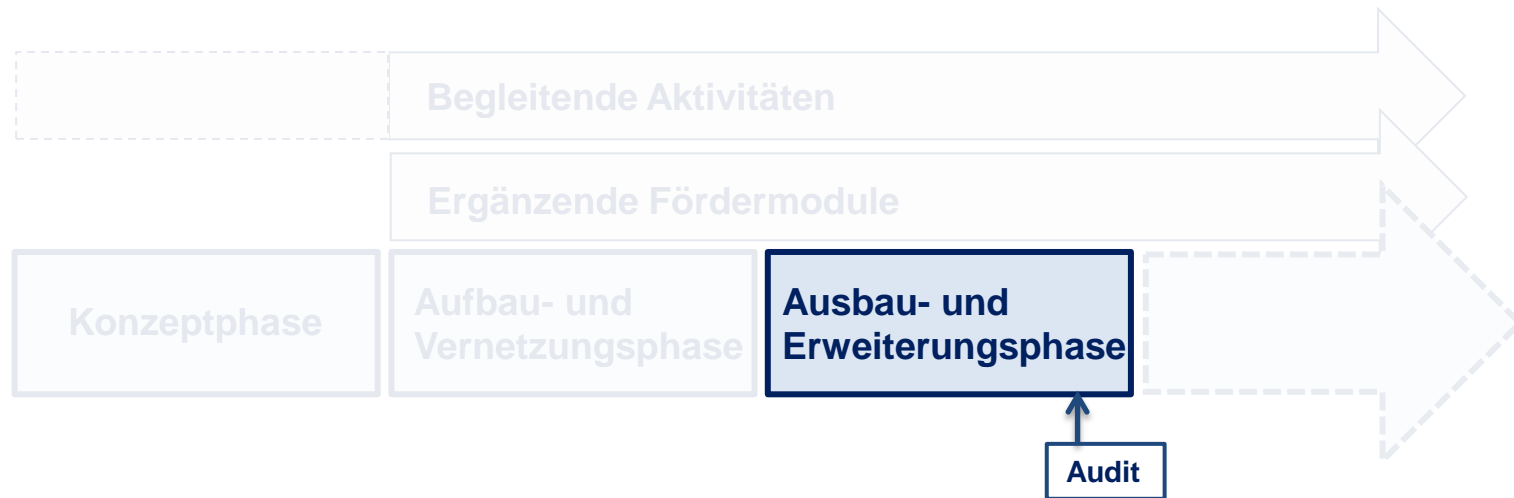 Begleitende Aktivitäten
Ergänzende Fördermodule
Konzeptphase
Aufbau- und
Vernetzungsphase
Ausbau- und
Erweiterungsphase
Audit